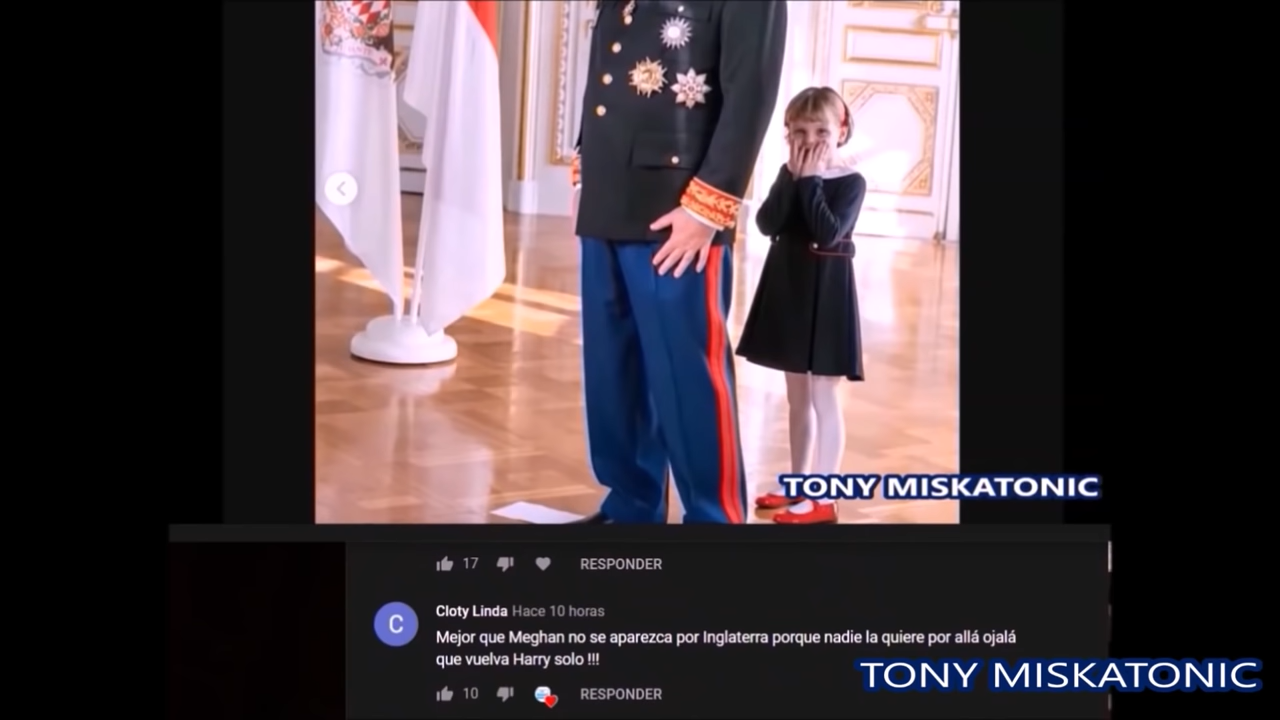 TONY MISKATONIC
17 RESPONDER
C
Cloty Linda Hace 10 horas
Mejor que Meghan no se aparezca por Inglaterra porque nadie la quiere por allá ojalá
que vuelva Harry solo !!!
TONY MISKATONIC
10 RESPONDER